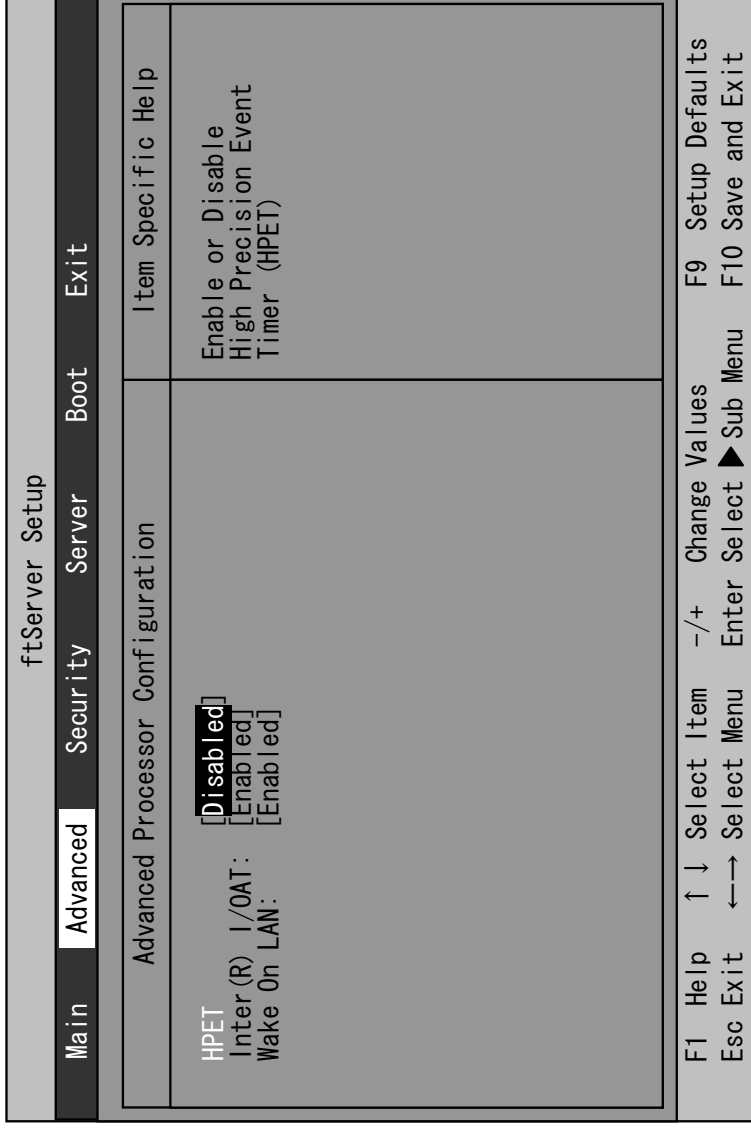 ftServer Setup
Main Advanced Security Server Boot Exit
Advanced Processor Configuration
Item Specific Help
HPET [Disabled]
Inter(R) I/OAT: [Enabled]
Wake On LAN: [Enabled]
Enable or Disable
High Precision Event
Timer (HPET)
F1 Help ↑↓ Select Item -/+ Change Values F9 Setup Defaults
Esc Exit ←→ Select Menu Enter Select ▶Sub Menu F10 Save and Exit